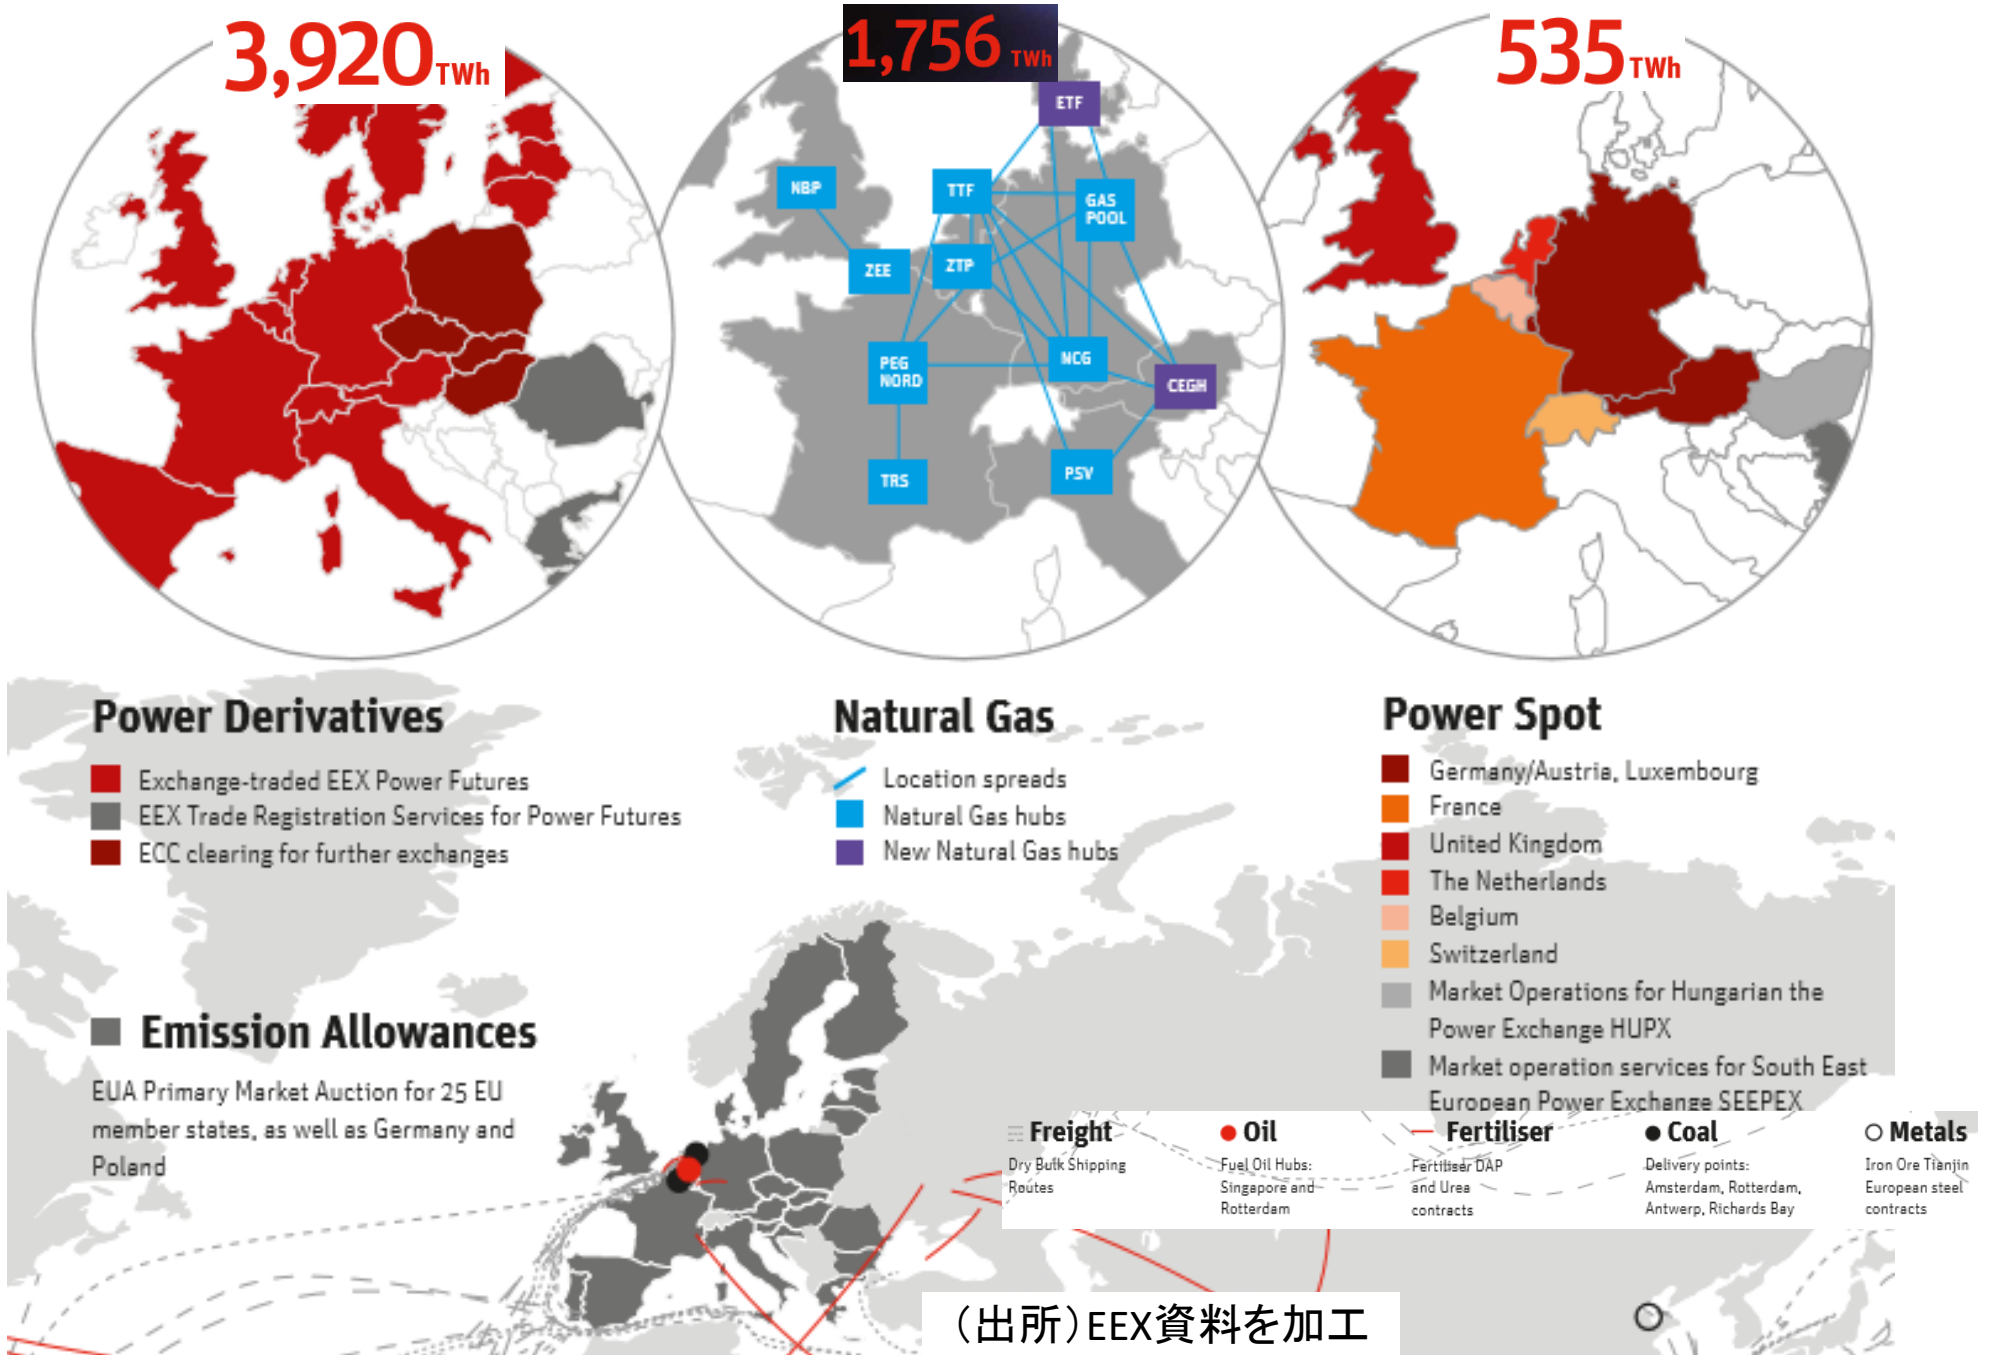 3,920 TWh
1,756 TWh
535 TWh
ETF
NBP
TTF
GAS
POOL
ZEE
ZTP
PEG
NORD
NCG
CEGH
TRS
PSV
Power Derivatives
Exchange-traded EEX Power Futures
EEX Trade Registration Services for Power Futures
ECC clearing for further exchanges
Natural Gas
Location spreads
Natural Gas hubs
New Natural Gas hubs
Power Spot
Germany/Austria, Luxembourg
France
United Kingdom
The Netherlands
Belgium
Switzerland
Market Operations for Hungarian the
Power Exchange HUPX
Market operation services for South East
European Power Exchange SEEPEX
Emission Allowances
EUA Primary Market Auction for 25 EU
member states, as well as Germany and
Poland
Freight
Dry Bulk Shipping
Routes
Oil
Fuel Oil Hubs:
Singapore and
Rotterdam
Fertiliser
Fertiliser DAP
and Urea
contracts
Coal
Delivery points:
Amsterdam, Rotterdam,
Antwerp, Richards Bay
Metals
Iron Ore Tianjin
European steel
contracts
（出所）EEX資料を加工